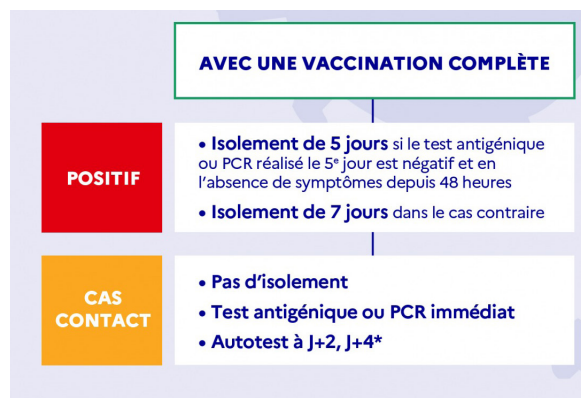 AVEC UNE VACCINATION COMPLÈTE
POSITIF
• Isolement de 5 jours si le test antigénique
ou PCR réalisé le 5e jour est négatif et en
l'absence de symptômes depuis 48 heures
• Isolement de 7 jours dans le cas contraire
CAS
CONTACT
• Pas d'isolement
• Test antigénique ou PCR immédiat
• Autotest à J+2, J+4*